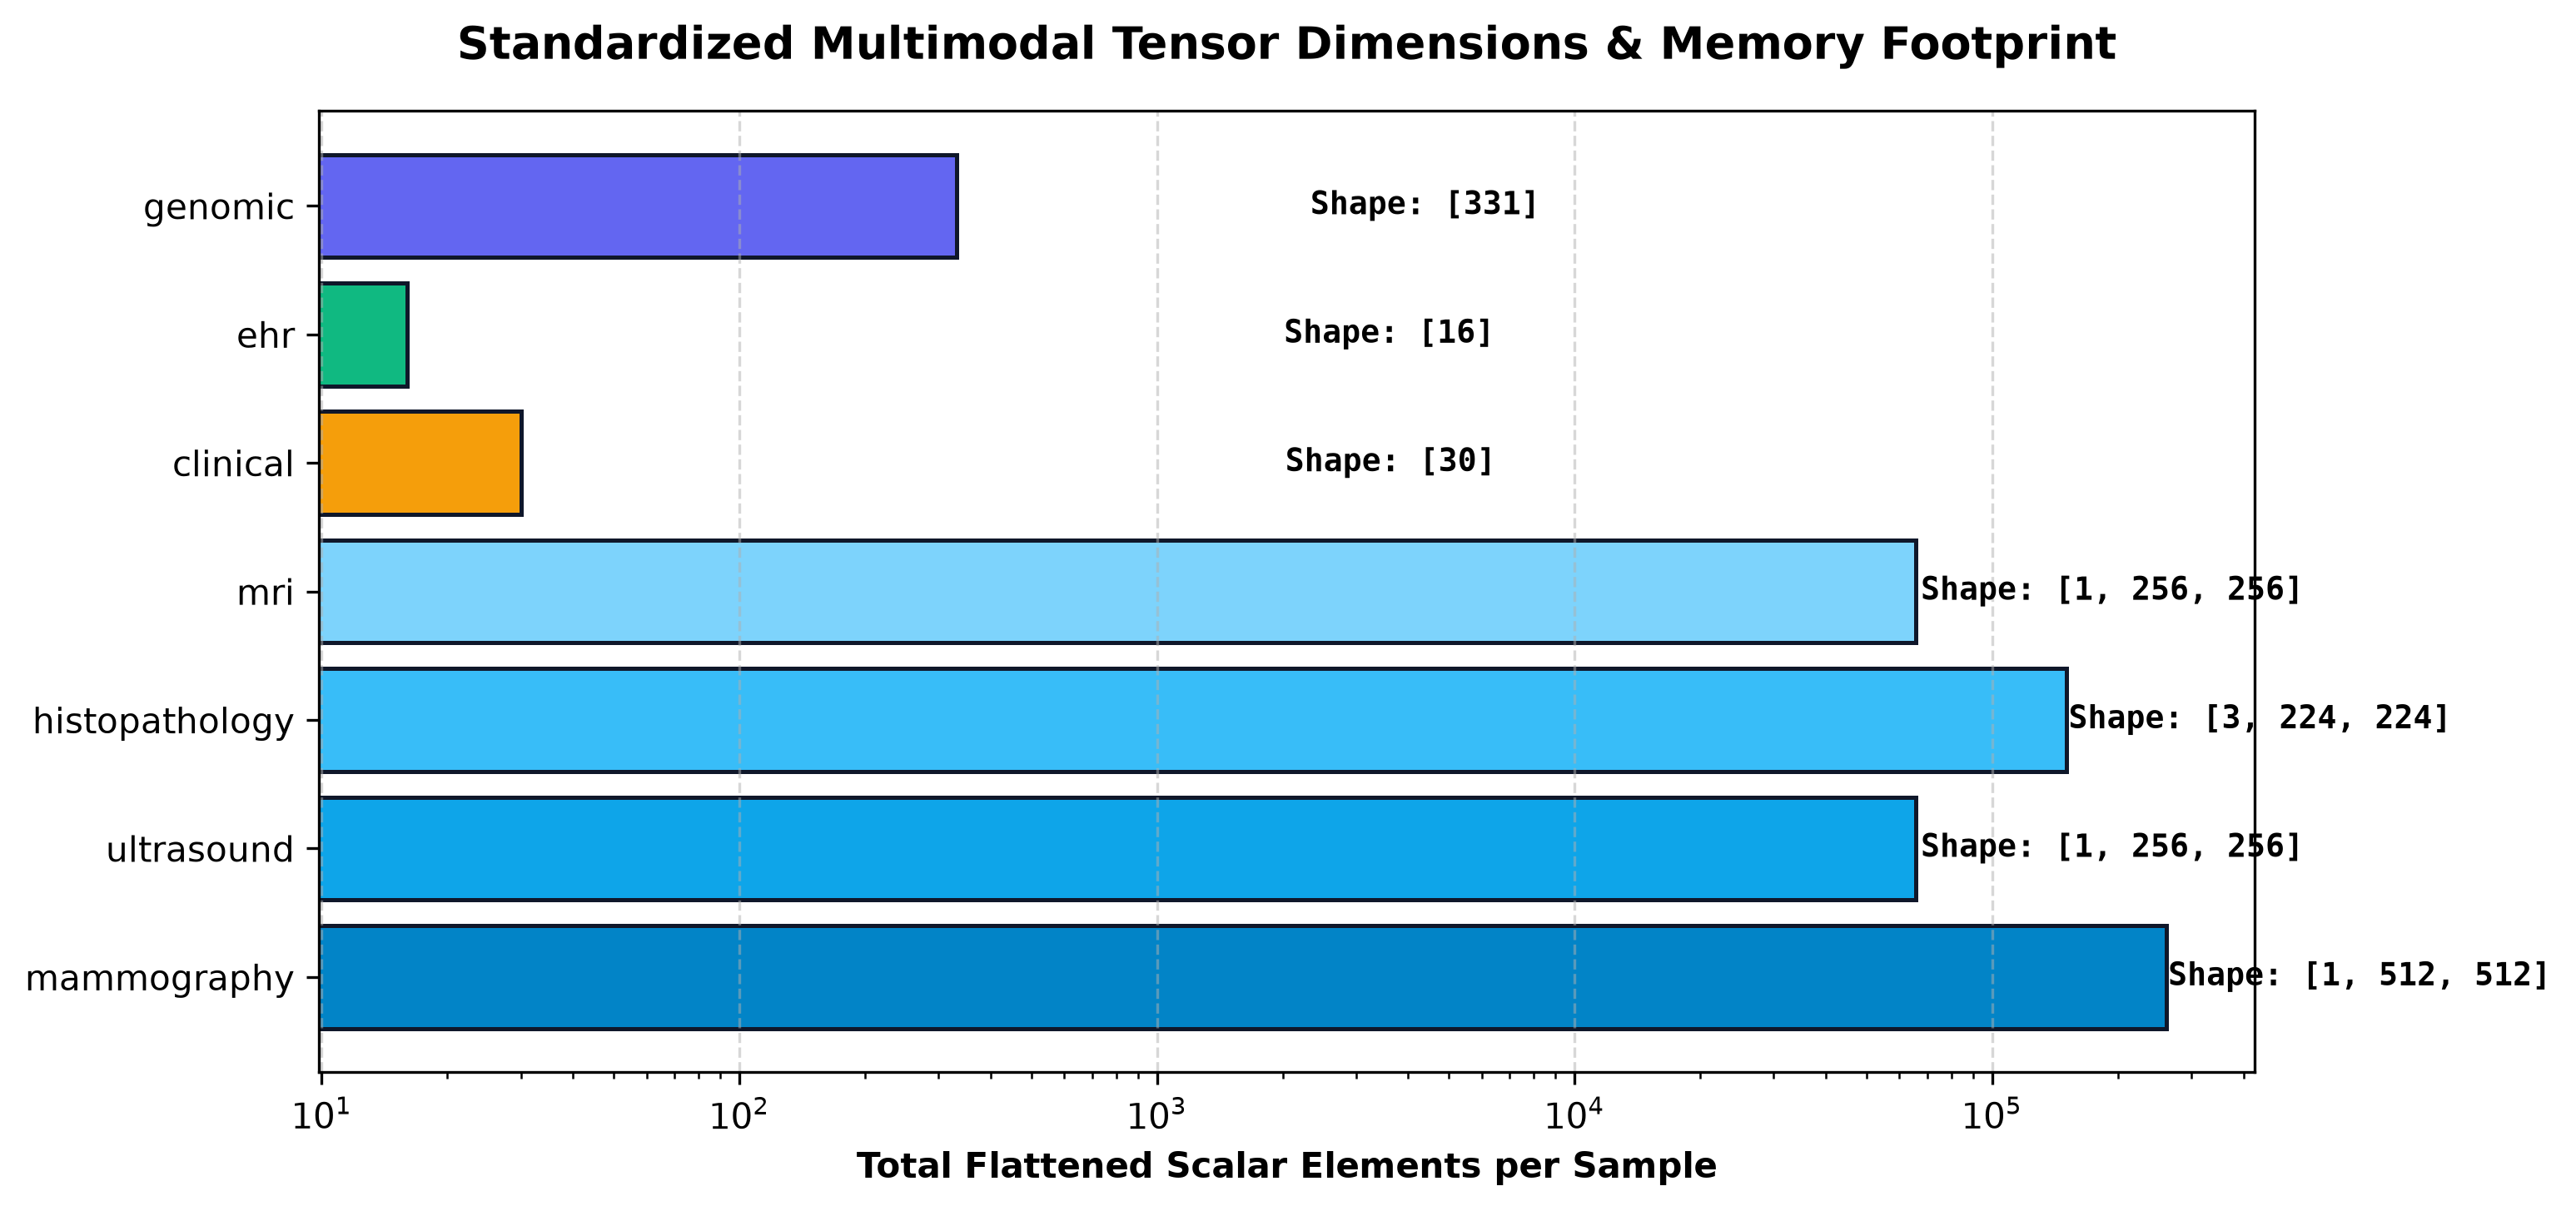 Standardized Multimodal Tensor Dimensions & Memory Footprint
genomic
Shape: [331]
ehr
Shape: [16]
clinical
Shape: [30]
mri
Shape: [1, 256, 256]
histopathology
Shape: [3, 224, 224]
ultrasound
Shape: [1, 256, 256]
mammography
Shape: [1, 512, 512]
10¹ 10² 10³ 10⁴ 10⁵
Total Flattened Scalar Elements per Sample